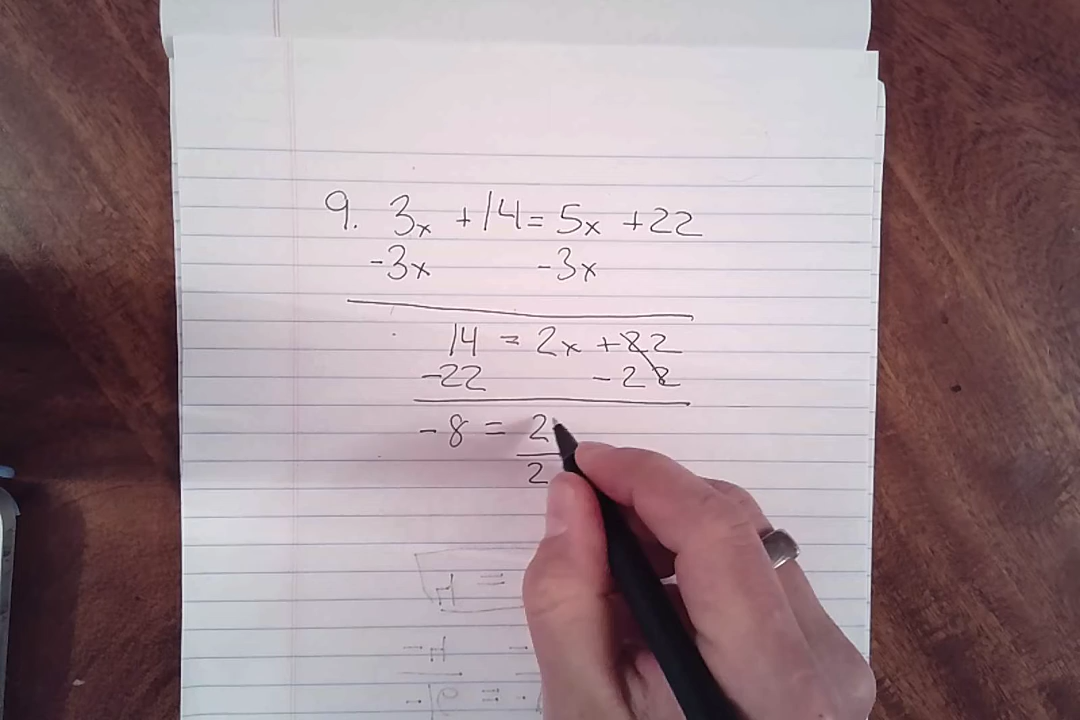 9. 3x + 14 = 5x + 22
-3x -3x
14 = 2x + 22
-22 -22
-8 = 2
2